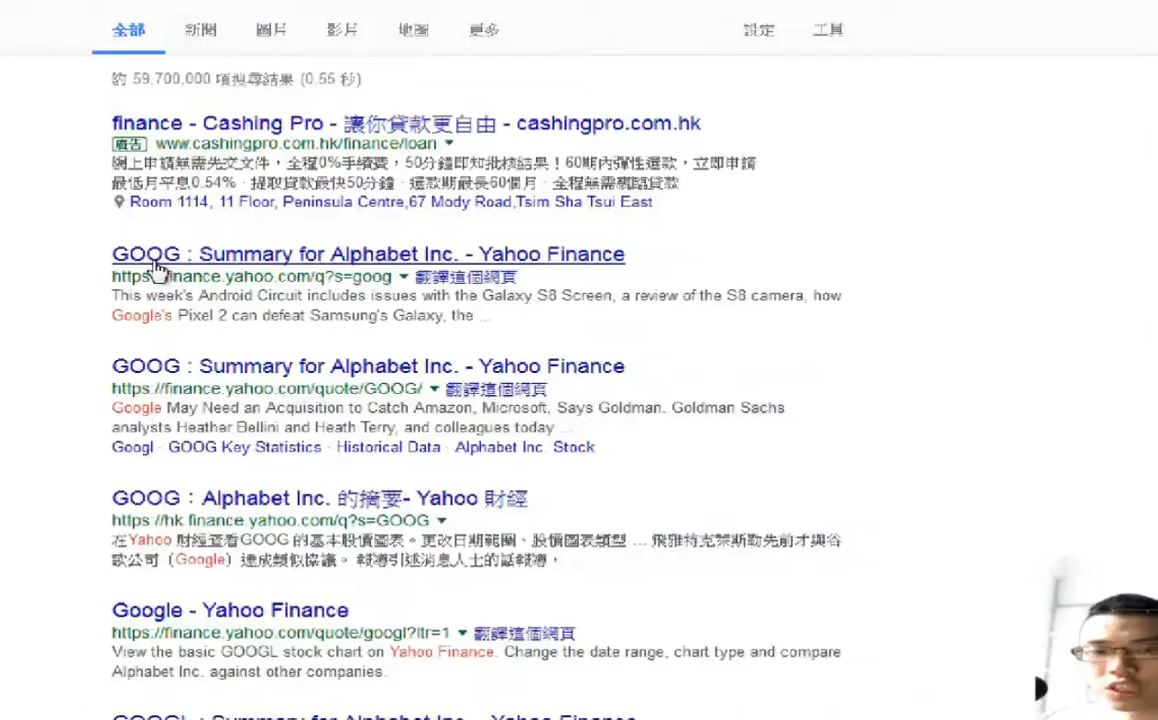 全部 新聞 圖片 影片 地圖 更多 設定 工具
約 59,700,000 項搜尋結果 (0.55 秒)
finance - Cashing Pro - 讓你貸款更自由 - cashingpro.com.hk
廣告 www.cashingpro.com.hk/finance/loan
網上申請無需先交文件,全程0%手續費,50分鐘即知批核結果!60期內彈性還款,立即申請
最低月平息0.54% · 提取貸款最快50分鐘 · 還款期最長60個月 · 全程無需親臨貸款
Room 1114, 11 Floor, Peninsula Centre,67 Mody Road,Tsim Sha Tsui East
GOOG : Summary for Alphabet Inc. - Yahoo Finance
https://finance.yahoo.com/q?s=goog 翻譯這個網頁
This week's Android Circuit includes issues with the Galaxy S8 Screen, a review of the S8 camera, how
Google's Pixel 2 can defeat Samsung's Galaxy, the ...
GOOG : Summary for Alphabet Inc. - Yahoo Finance
https://finance.yahoo.com/quote/GOOG/ 翻譯這個網頁
Google May Need an Acquisition to Catch Amazon, Microsoft, Says Goldman. Goldman Sachs
analysts Heather Bellini and Heath Terry, and colleagues today ...
Googl · GOOG Key Statistics · Historical Data · Alphabet Inc. Stock
GOOG:Alphabet Inc. 的摘要- Yahoo 財經
https://hk.finance.yahoo.com/q?s=GOOG
在Yahoo 財經查看GOOG 的基本股價圖表。更改日期範圍、股價圖表類型 ... 飛雅特克萊斯勒先前才與谷
歌公司(Google)達成類似協議。 報導引述消息人士的話報導,
Google - Yahoo Finance
https://finance.yahoo.com/quote/googl?ltr=1 翻譯這個網頁
View the basic GOOGL stock chart on Yahoo Finance. Change the date range, chart type and compare
Alphabet Inc. against other companies.
GOOGL : Summary for Alphabet Inc. - Yahoo Finance